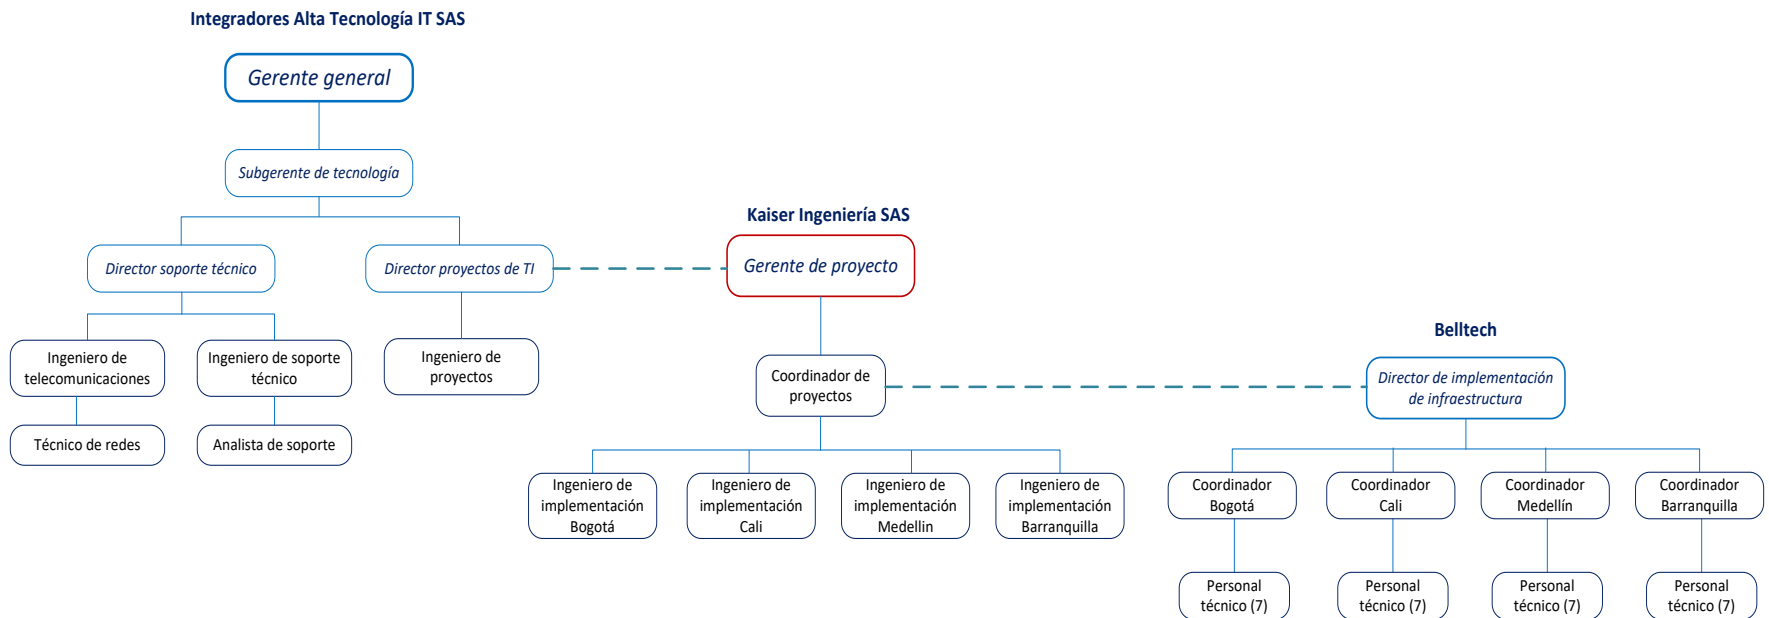 Integradores Alta Tecnología IT SAS
Gerente general
Subgerente de tecnología
Director soporte técnico
Director proyectos de TI
Ingeniero de
telecomunicaciones
Ingeniero de soporte
técnico
Ingeniero de
proyectos
Técnico de redes
Analista de soporte
Kaiser Ingeniería SAS
Gerente de proyecto
Coordinador de
proyectos
Ingeniero de
implementación
Bogotá
Ingeniero de
implementación
Cali
Ingeniero de
implementación
Medellin
Ingeniero de
implementación
Barranquilla
Belltech
Director de implementación
de infraestructura
Coordinador
Bogotá
Coordinador
Cali
Coordinador
Medellín
Coordinador
Barranquilla
Personal
técnico (7)
Personal
técnico (7)
Personal
técnico (7)
Personal
técnico (7)